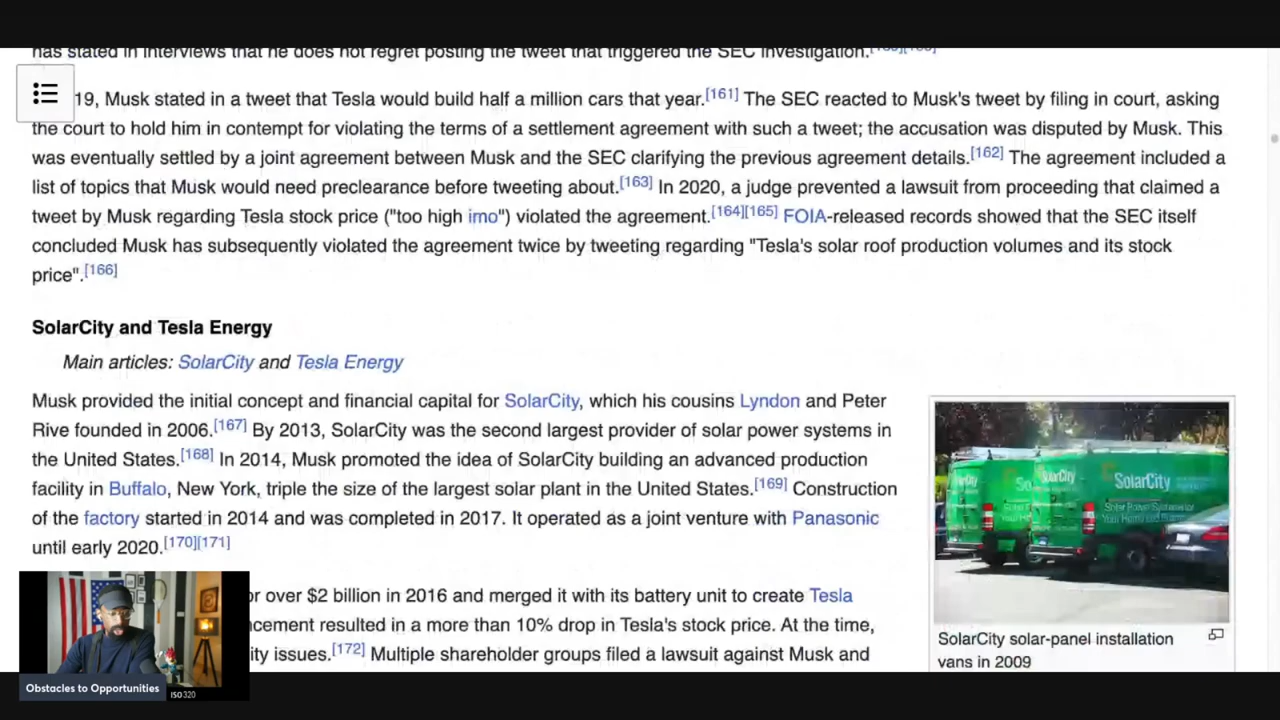 has stated in interviews that he does not regret posting the tweet that triggered the SEC investigation.
19, Musk stated in a tweet that Tesla would build half a million cars that year.[161] The SEC reacted to Musk's tweet by filing in court, asking
the court to hold him in contempt for violating the terms of a settlement agreement with such a tweet; the accusation was disputed by Musk. This
was eventually settled by a joint agreement between Musk and the SEC clarifying the previous agreement details.[162] The agreement included a
list of topics that Musk would need preclearance before tweeting about.[163] In 2020, a judge prevented a lawsuit from proceeding that claimed a
tweet by Musk regarding Tesla stock price ("too high imo") violated the agreement.[164][165] FOIA-released records showed that the SEC itself
concluded Musk has subsequently violated the agreement twice by tweeting regarding "Tesla's solar roof production volumes and its stock
price".[166]
SolarCity and Tesla Energy
Main articles: SolarCity and Tesla Energy
Musk provided the initial concept and financial capital for SolarCity, which his cousins Lyndon and Peter
Rive founded in 2006.[167] By 2013, SolarCity was the second largest provider of solar power systems in
the United States.[168] In 2014, Musk promoted the idea of SolarCity building an advanced production
facility in Buffalo, New York, triple the size of the largest solar plant in the United States.[169] Construction
of the factory started in 2014 and was completed in 2017. It operated as a joint venture with Panasonic
until early 2020.[170][171]
or over $2 billion in 2016 and merged it with its battery unit to create Tesla
ncement resulted in a more than 10% drop in Tesla's stock price. At the time,
ity issues.[172] Multiple shareholder groups filed a lawsuit against Musk and
SolarCity
SolarCity
Solar Power Systems for
SolarCity solar-panel installation
vans in 2009
Obstacles to Opportunities
ISO 320